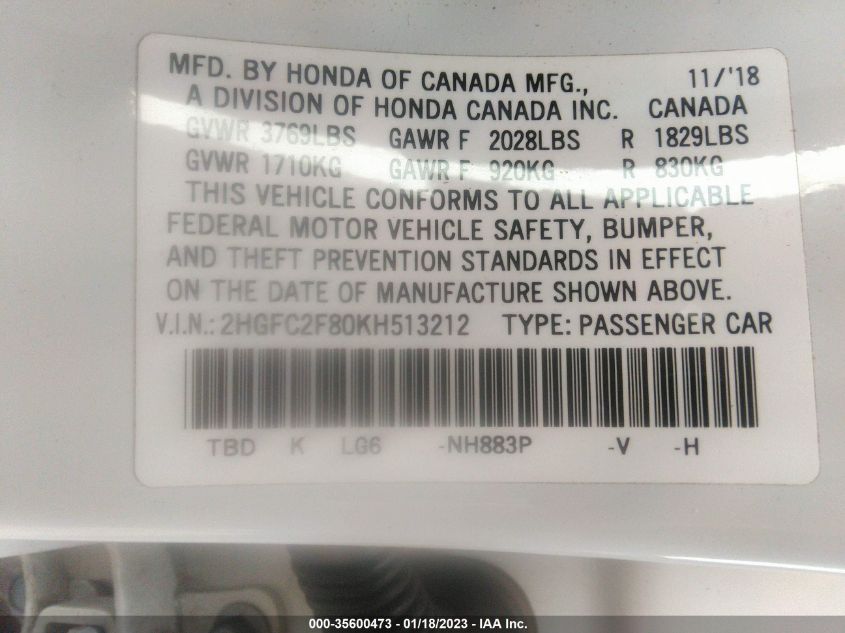 MFD. BY HONDA OF CANADA MFG., 11/'18
A DIVISION OF HONDA CANADA INC. CANADA
GVWR 3769LBS GAWR F 2028LBS R 1829LBS
GVWR 1710KG GAWR F 920KG R 830KG
THIS VEHICLE CONFORMS TO ALL APPLICABLE
FEDERAL MOTOR VEHICLE SAFETY, BUMPER,
AND THEFT PREVENTION STANDARDS IN EFFECT
ON THE DATE OF MANUFACTURE SHOWN ABOVE.
V.I.N.: 2HGFC2F80KH513212 TYPE: PASSENGER CAR
TBD K LG6 -NH883P -V -H
000-35600473 - 01/18/2023 - IAA Inc.